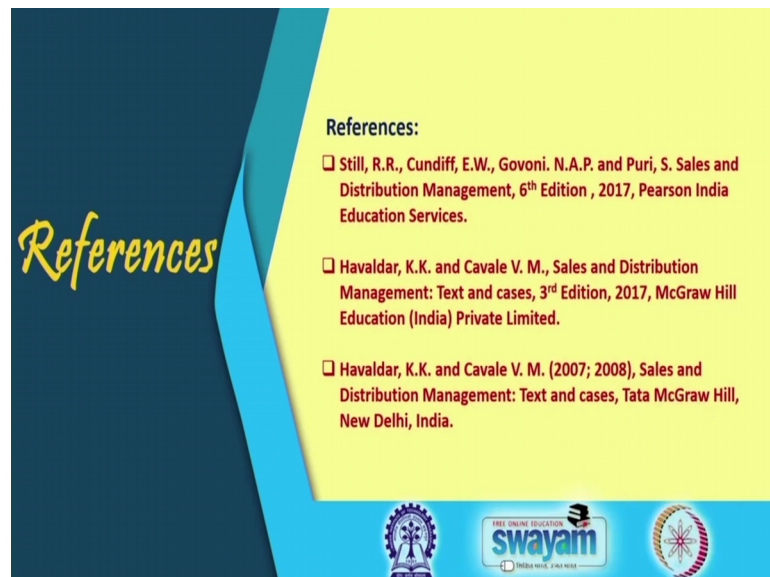 References
References:
Still, R.R., Cundiff, E.W., Govoni. N.A.P. and Puri, S. Sales and
Distribution Management, 6th Edition , 2017, Pearson India
Education Services.
Havaldar, K.K. and Cavale V. M., Sales and Distribution
Management: Text and cases, 3rd Edition, 2017, McGraw Hill
Education (India) Private Limited.
Havaldar, K.K. and Cavale V. M. (2007; 2008), Sales and
Distribution Management: Text and cases, Tata McGraw Hill,
New Delhi, India.
FREE ONLINE EDUCATION
swayam